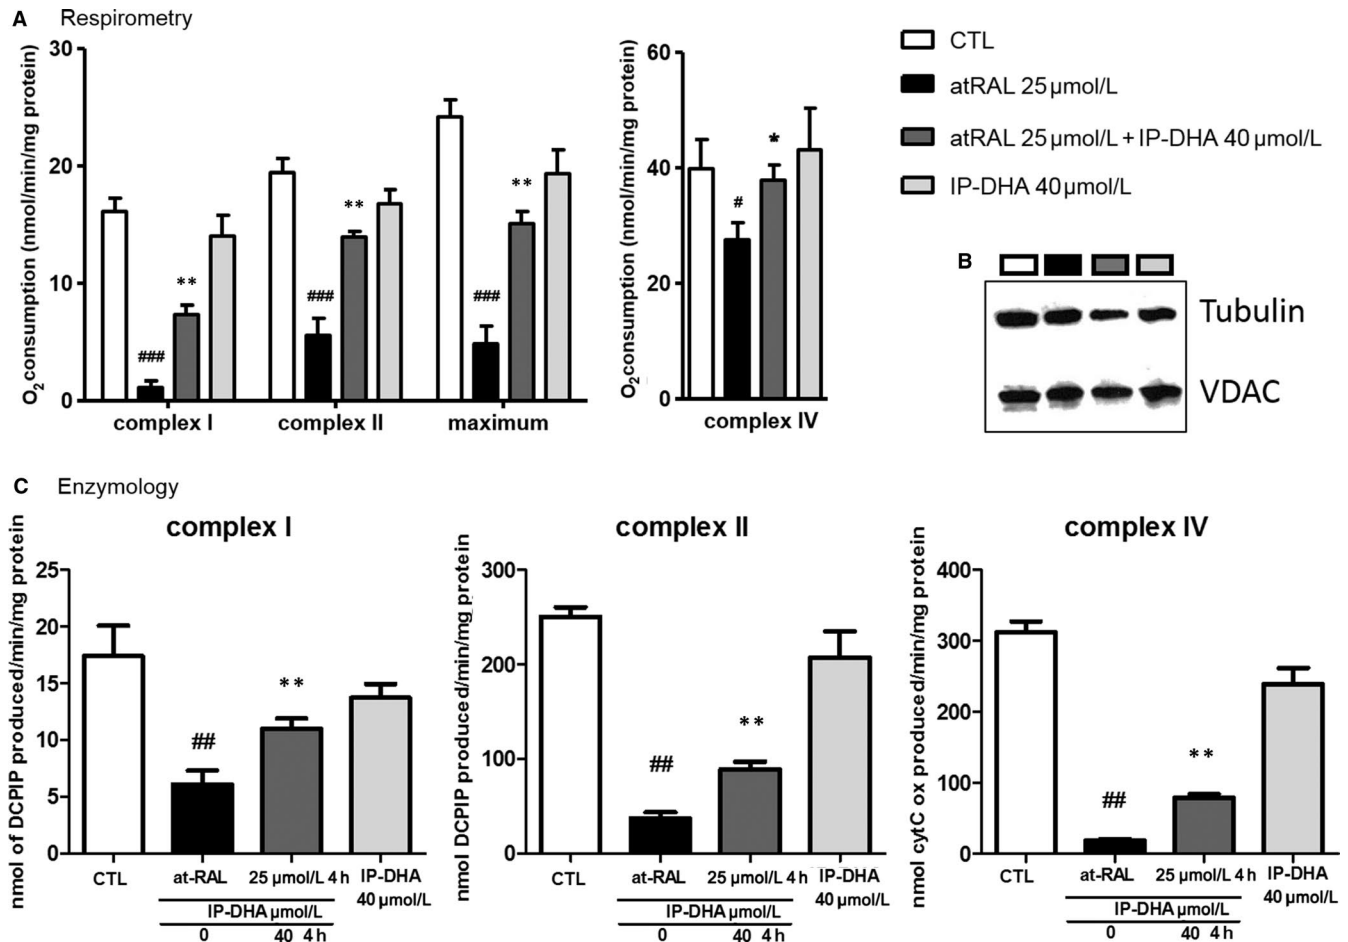 A Respirometry
O2 consumption (nmol/min/mg protein)
30
20
10
0
###
**
###
**
###
**
complex I
complex II
maximum
O2 consumption (nmol/min/mg protein)
60
40
20
0
#
*
complex IV
CTL
atRAL 25 µmol/L
atRAL 25 µmol/L + IP-DHA 40 µmol/L
IP-DHA 40 µmol/L
B
Tubulin
VDAC
C Enzymology
complex I
nmol of DCPIP produced/min/mg protein
25
20
15
10
5
0
##
**
CTL
at-RAL
25 µmol/L 4 h
IP-DHA
40 µmol/L
IP-DHA µmol/L
0
40 4 h
complex II
nmol DCPIP produced/min/mg protein
300
200
100
0
##
**
CTL
at-RAL
25 µmol/L 4 h
IP-DHA
40 µmol/L
IP-DHA µmol/L
0
40 4 h
complex IV
nmol cytC ox produced/min/mg protein
400
300
200
100
0
##
**
CTL
at-RAL
25 µmol/L 4 h
IP-DHA
40 µmol/L
IP-DHA µmol/L
0
40 4 h